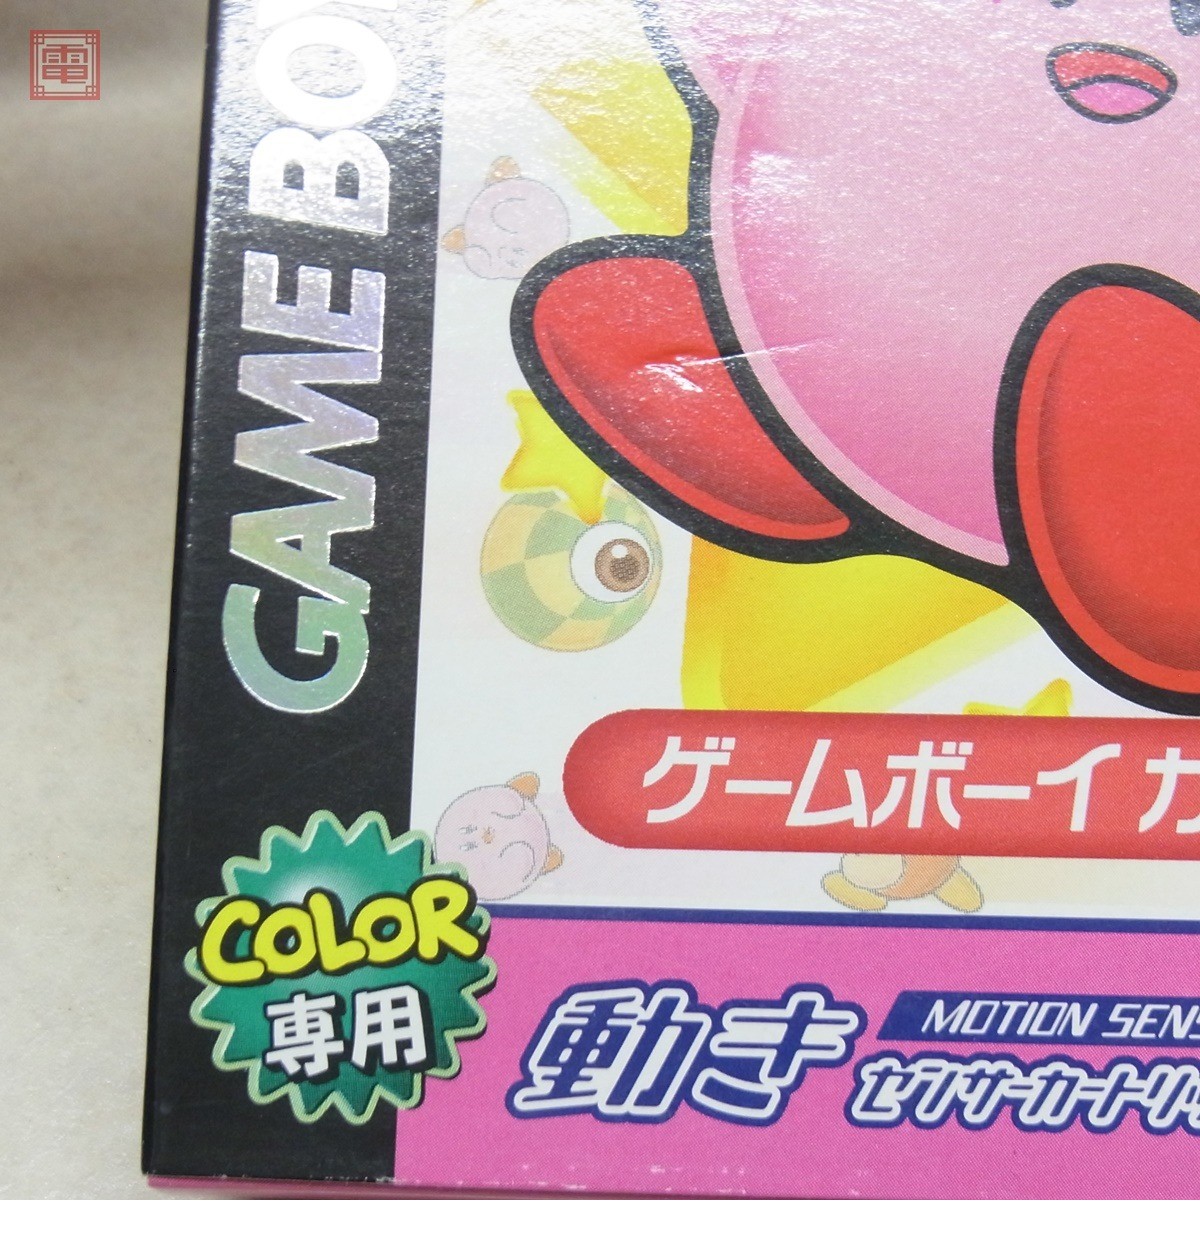 電
GAME BOY
ゲームボーイ カ
COLOR
専用
動き
MOTION SENS
センサーカートリ